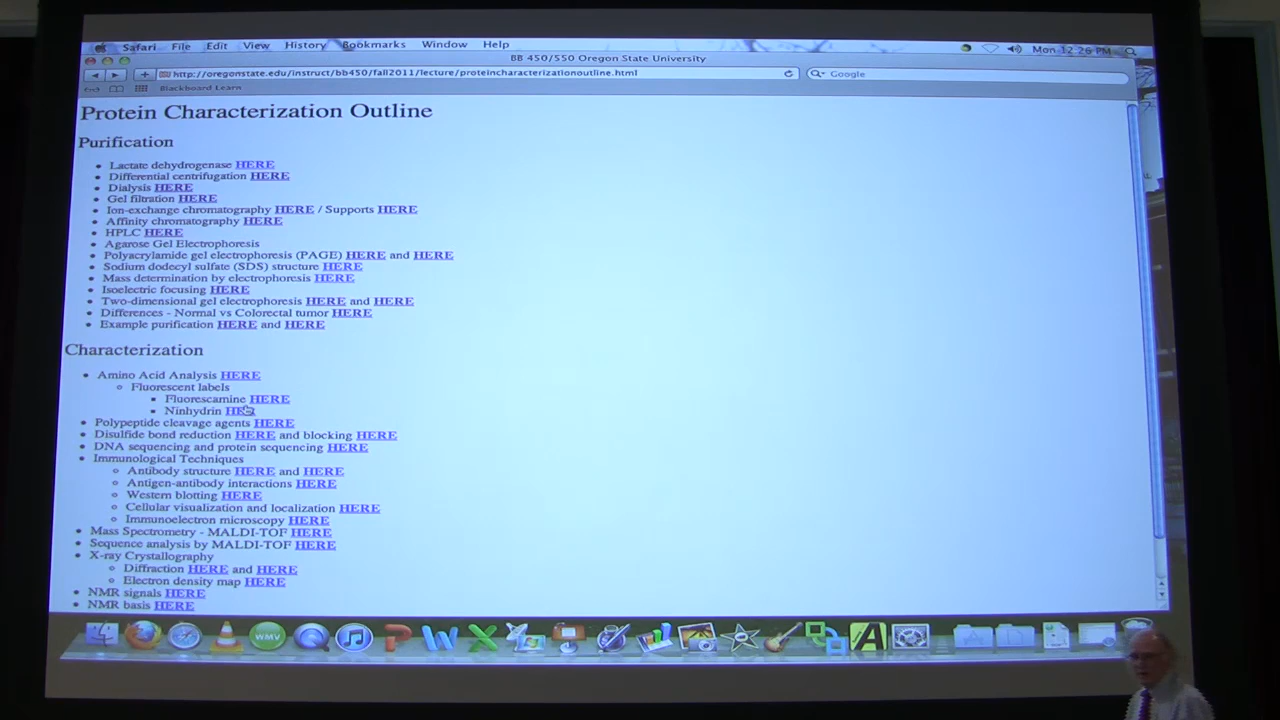 Safari File Edit View History Bookmarks Window Help Mon 12:26 PM
BB 450/550 Oregon State University
http://oregonstate.edu/instruct/bb450/fall2011/lecture/proteincharacterizationoutline.html Google
Blackboard Learn
Protein Characterization Outline
Purification
Lactate dehydrogenase HERE
Differential centrifugation HERE
Dialysis HERE
Gel filtration HERE
Ion-exchange chromatography HERE / Supports HERE
Affinity chromatography HERE
HPLC HERE
Agarose Gel Electrophoresis
Polyacrylamide gel electrophoresis (PAGE) HERE and HERE
Sodium dodecyl sulfate (SDS) structure HERE
Mass determination by electrophoresis HERE
Isoelectric focusing HERE
Two-dimensional gel electrophoresis HERE and HERE
Differences - Normal vs Colorectal tumor HERE
Example purification HERE and HERE
Characterization
Amino Acid Analysis HERE
Fluorescent labels
Fluorescamine HERE
Ninhydrin HERE
Polypeptide cleavage agents HERE
Disulfide bond reduction HERE and blocking HERE
DNA sequencing and protein sequencing HERE
Immunological Techniques
Antibody structure HERE and HERE
Antigen-antibody interactions HERE
Western blotting HERE
Cellular visualization and localization HERE
Immunoelectron microscopy HERE
Mass Spectrometry - MALDI-TOF HERE
Sequence analysis by MALDI-TOF HERE
X-ray Crystallography
Diffraction HERE and HERE
Electron density map HERE
NMR signals HERE
NMR basis HERE
WMV